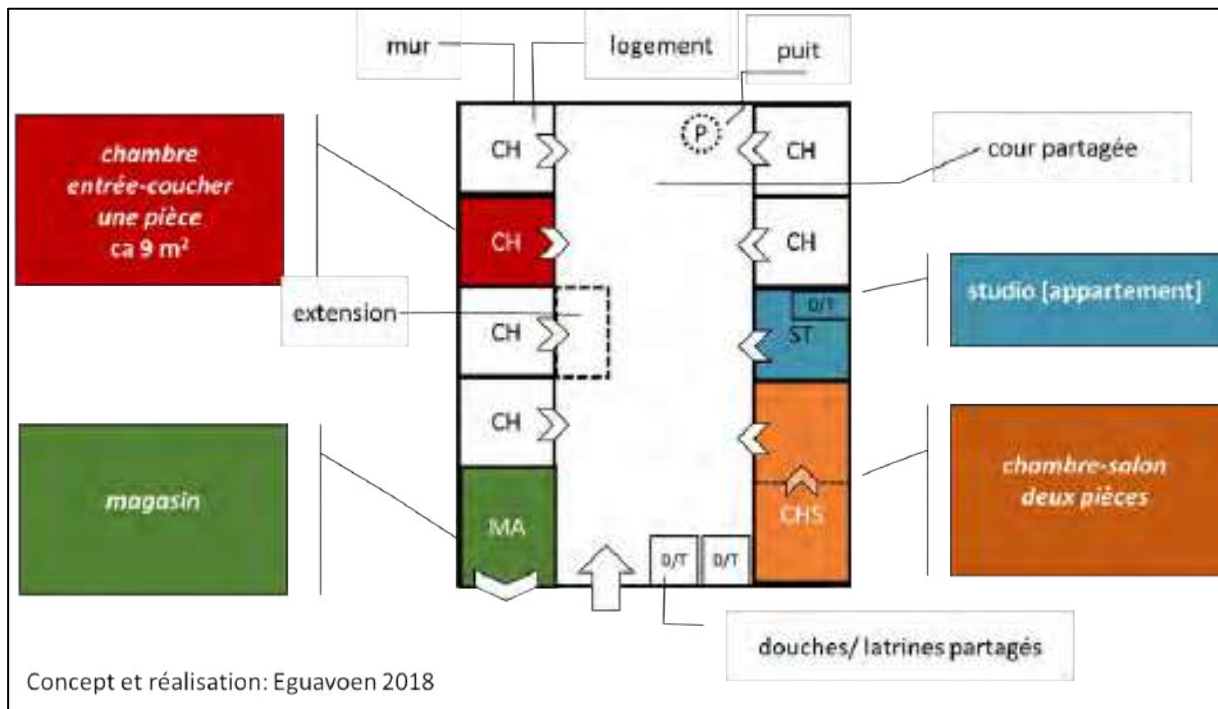 mur
logement
puit
chambre
entrée-coucher
une pièce
ca 9 m²
CH
P
CH
cour partagée
CH
CH
extension
CH
D/T
ST
studio [appartement]
CH
magasin
MA
CHS
chambre-salon
deux pièces
D/T
D/T
douches/ latrines partagés
Concept et réalisation: Eguavoen 2018